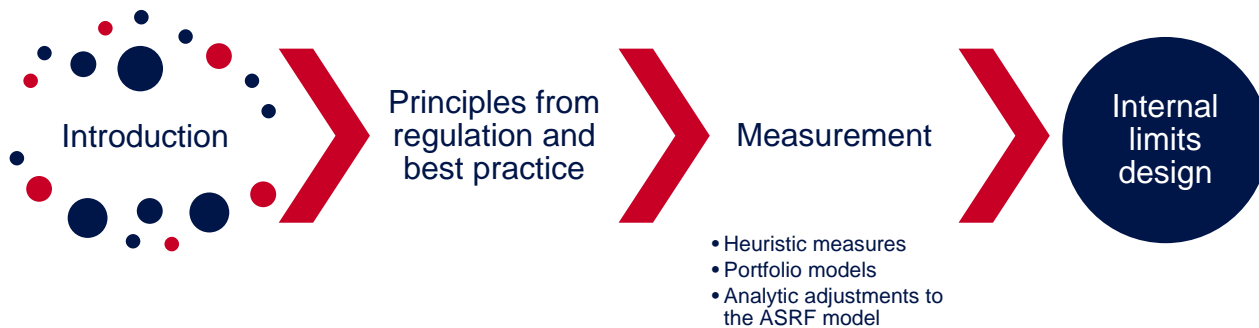 Introduction
Principles from
regulation and
best practice
Measurement
• Heuristic measures
• Portfolio models
• Analytic adjustments to
the ASRF model
Internal
limits
design